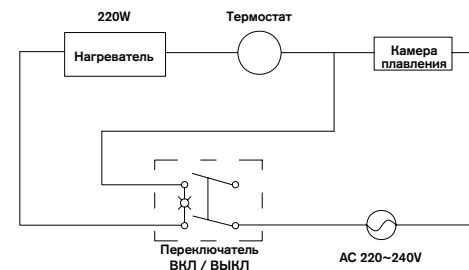 220W
Термостат
Нагреватель
Камера
плавления
Переключатель
ВКЛ / ВЫКЛ
AC 220~240V